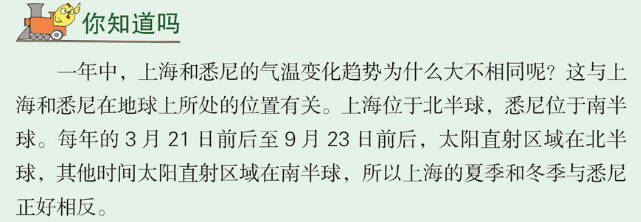 你知道吗
一年中，上海和悉尼的气温变化趋势为什么大不相同呢？这与上
海和悉尼在地球上所处的位置有关。上海位于北半球，悉尼位于南半
球。每年的 3 月 21 日前后至 9 月 23 日前后，太阳直射区域在北半
球，其他时间太阳直射区域在南半球，所以上海的夏季和冬季与悉尼
正好相反。